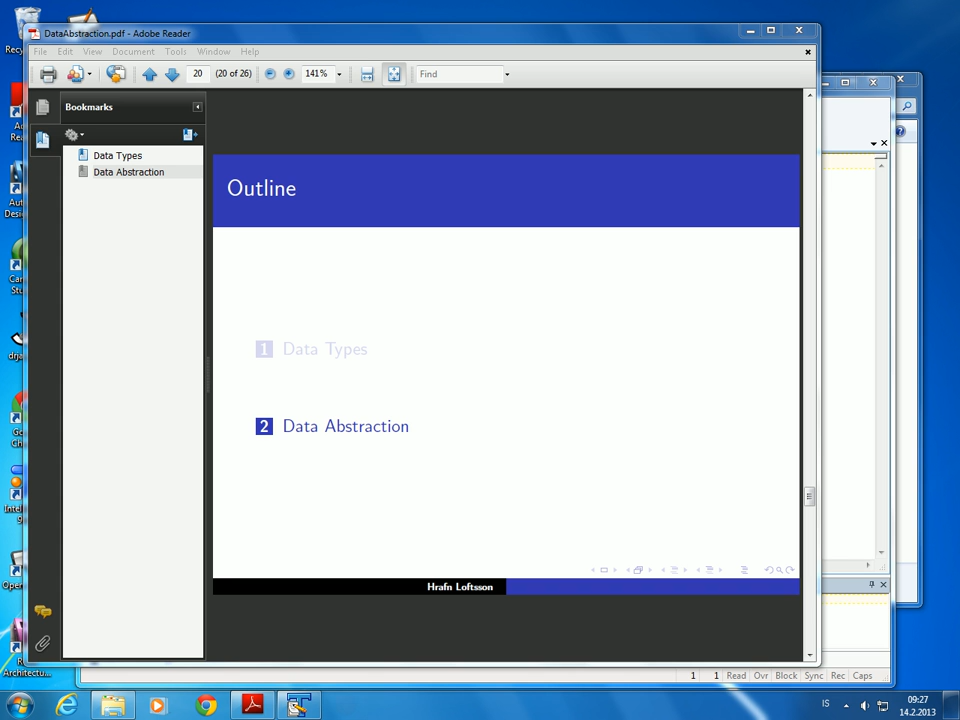 DataAbstraction.pdf - Adobe Reader
File Edit View Document Tools Window Help
20 (20 of 26) 141% Find
Bookmarks
Data Types
Data Abstraction
Outline
1 Data Types
2 Data Abstraction
Hrafn Loftsson
Architectu...
1 1 Read Ovr Block Sync Rec Caps
IS 09:27
14.2.2013